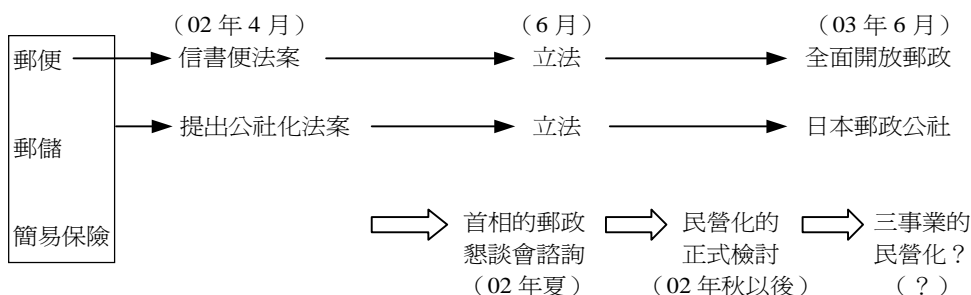 （02 年 4 月） （6 月） （03 年 6 月）
郵便 信書便法案 立法 全面開放郵政
提出公社化法案 立法 日本郵政公社
郵儲
簡易保險
首相的郵政 民營化的 三事業的
懇談會諮詢 正式檢討 民營化？
（02 年夏） （02 年秋以後） （？）